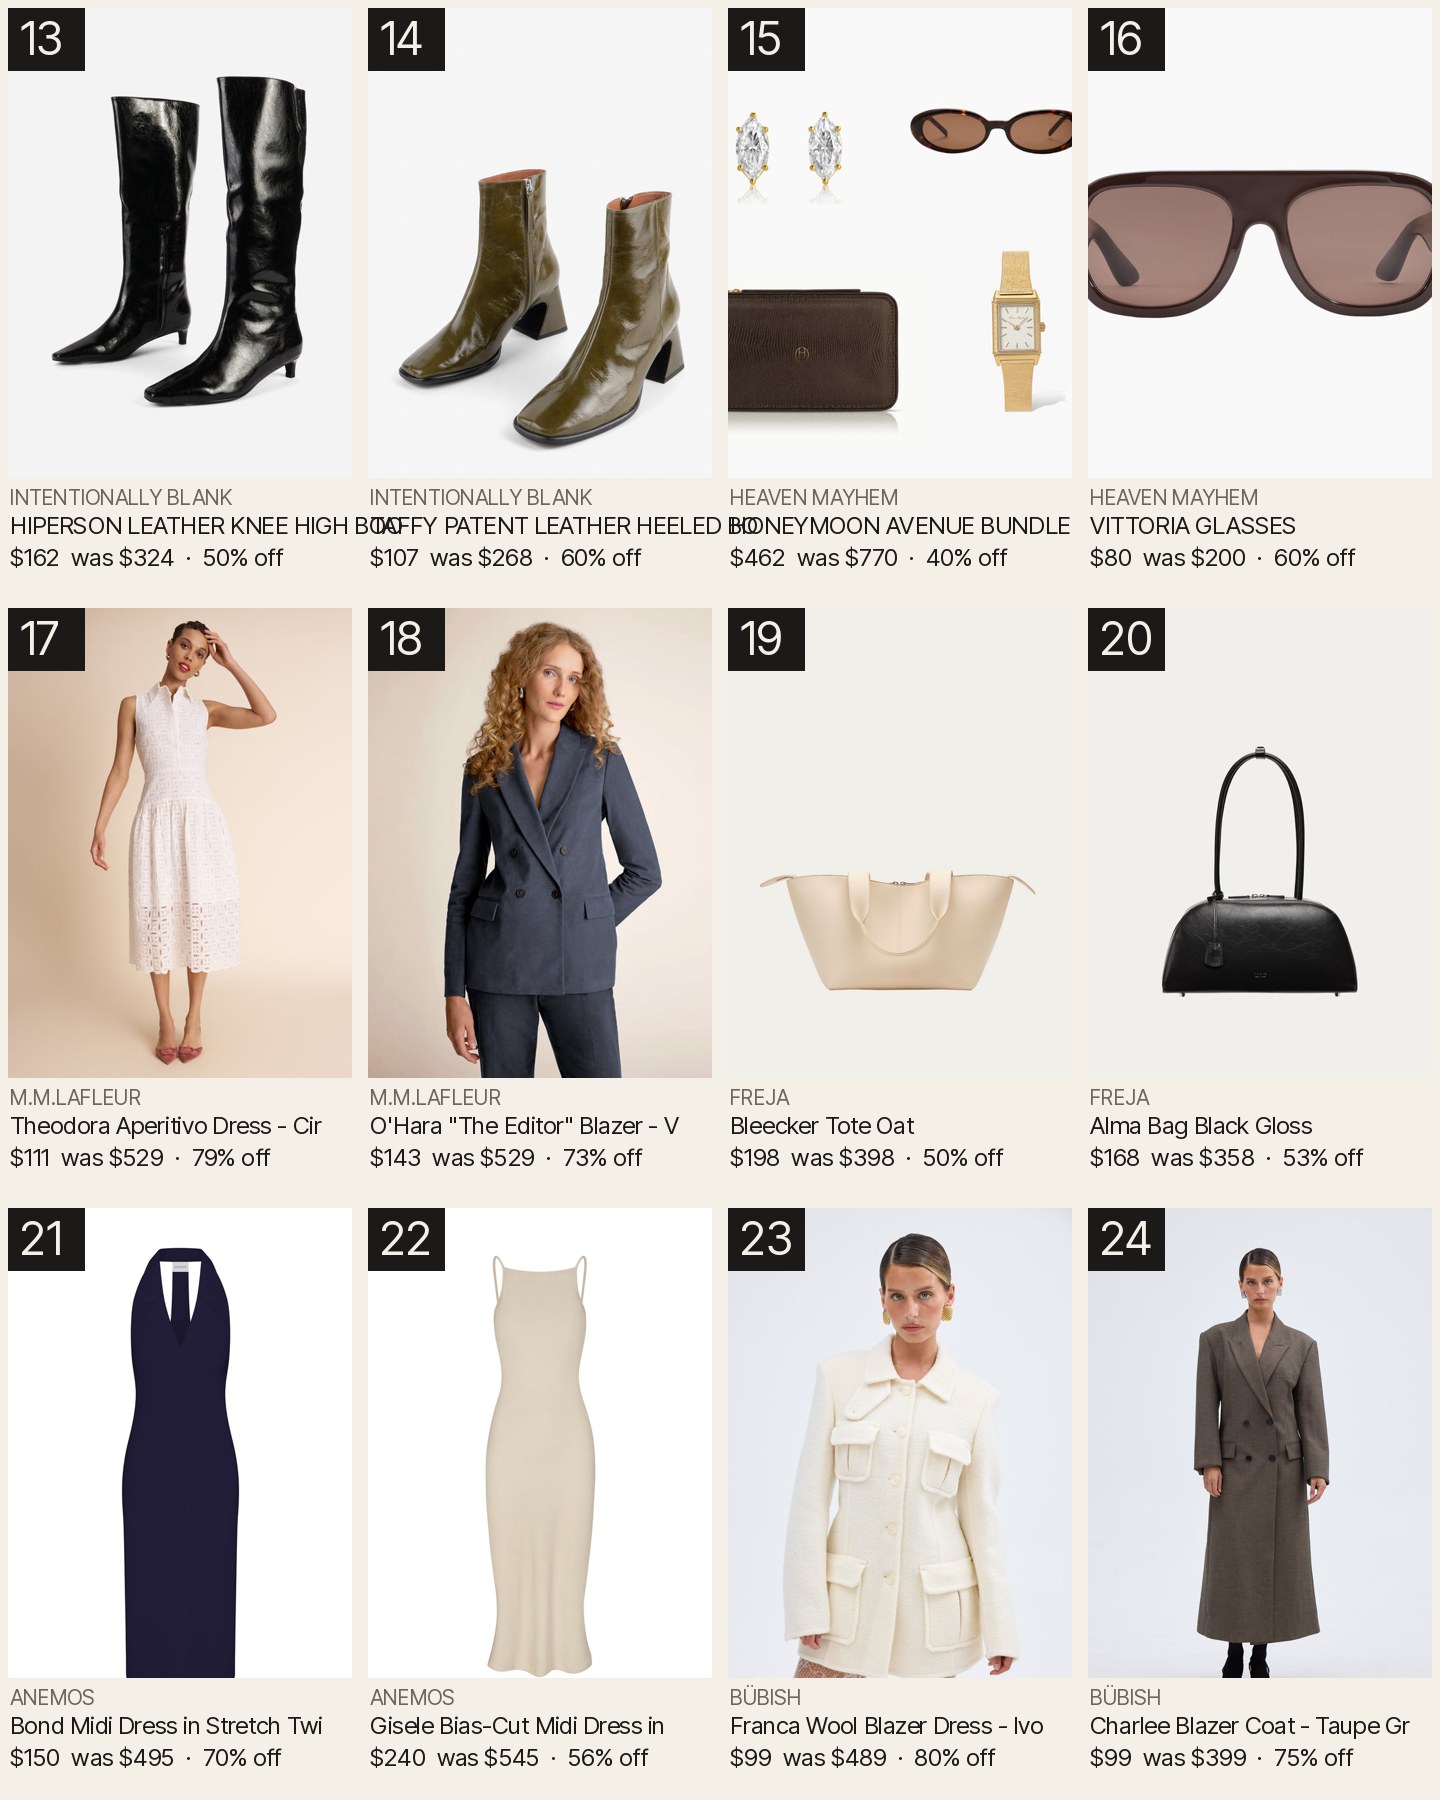 13
14
15
16
INTENTIONALLY BLANK
HIPERSON LEATHER KNEE HIGH BOO
$162 was $324 · 50% off
INTENTIONALLY BLANK
TAFFY PATENT LEATHER HEELED BO
$107 was $268 · 60% off
HEAVEN MAYHEM
HONEYMOON AVENUE BUNDLE
$462 was $770 · 40% off
HEAVEN MAYHEM
VITTORIA GLASSES
$80 was $200 · 60% off
17
18
19
20
M.M.LAFLEUR
Theodora Aperitivo Dress - Cir
$111 was $529 · 79% off
M.M.LAFLEUR
O'Hara "The Editor" Blazer - V
$143 was $529 · 73% off
FREJA
Bleecker Tote Oat
$198 was $398 · 50% off
FREJA
Alma Bag Black Gloss
$168 was $358 · 53% off
21
22
23
24
ANEMOS
Bond Midi Dress in Stretch Twi
$150 was $495 · 70% off
ANEMOS
Gisele Bias-Cut Midi Dress in
$240 was $545 · 56% off
BÜBISH
Franca Wool Blazer Dress - Ivo
$99 was $489 · 80% off
BÜBISH
Charlee Blazer Coat - Taupe Gr
$99 was $399 · 75% off